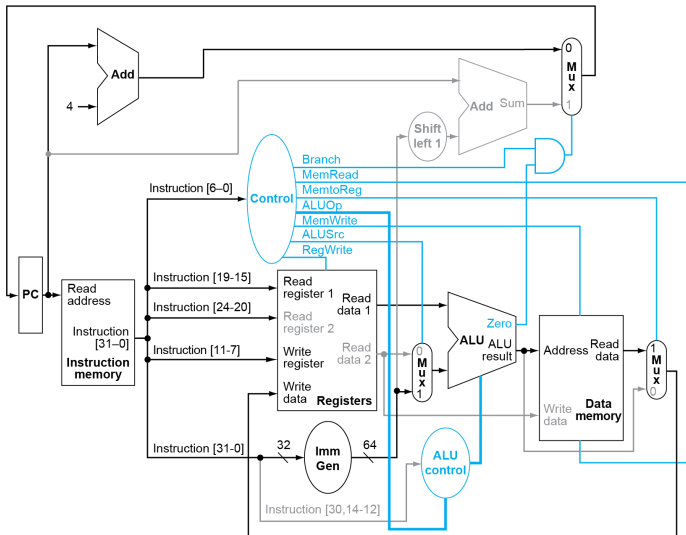 0
Add
M
u
x
4
Add Sum
1
Shift
left 1
Branch
MemRead
Instruction [6–0]
Control
MemtoReg
ALUOp
MemWrite
ALUSrc
RegWrite
PC
Read
address
Instruction
[31–0]
Instruction
memory
Instruction [19-15]
Instruction [24-20]
Instruction [11-7]
Read
register 1
Read
data 1
Read
register 2
Write
register
Read
data 2
Write
data
Registers
0
M
u
x
1
Zero
ALU
ALU
result
Address
Read
data
Write
data
Data
memory
1
M
u
x
0
Instruction [31-0]
32
Imm
Gen
64
ALU
control
Instruction [30,14-12]